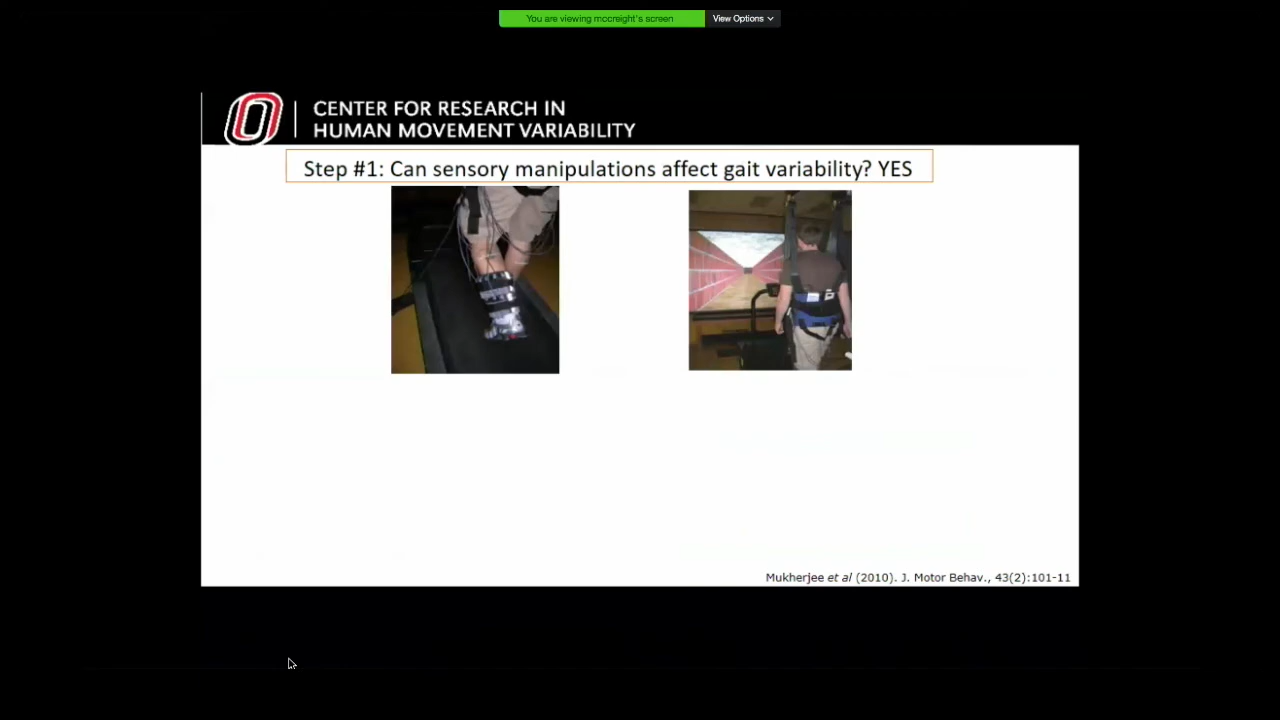 You are viewing mccreight's screen
View Options
CENTER FOR RESEARCH IN
HUMAN MOVEMENT VARIABILITY
Step #1: Can sensory manipulations affect gait variability? YES
Mukherjee et al (2010). J. Motor Behav., 43(2):101-11